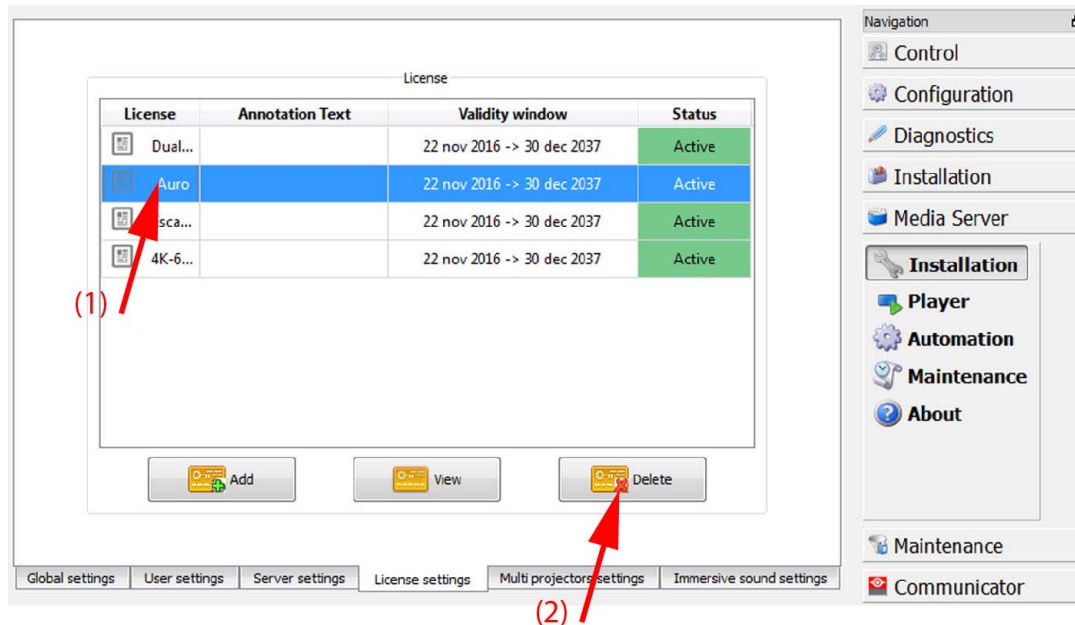 License
License Annotation Text Validity window Status
Dual... 22 nov 2016 -> 30 dec 2037 Active
Auro 22 nov 2016 -> 30 dec 2037 Active
sca... 22 nov 2016 -> 30 dec 2037 Active
4K-6... 22 nov 2016 -> 30 dec 2037 Active
(1)
Add View Delete
Global settings User settings Server settings License settings Multi projectors settings Immersive sound settings
(2)
Navigation
Control
Configuration
Diagnostics
Installation
Media Server
Installation
Player
Automation
Maintenance
About
Maintenance
Communicator